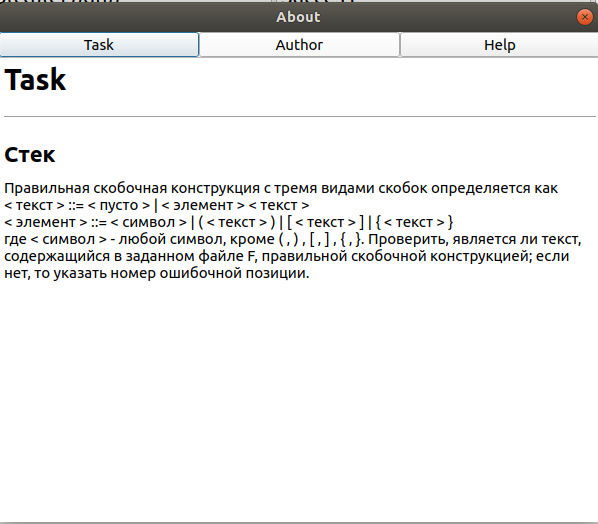 About
Task
Author
Help
Task
Стек
Правильная скобочная конструкция с тремя видами скобок определяется как
< текст > ::= < пусто > | < элемент > < текст >
< элемент > ::= < символ > | ( < текст > ) | [ < текст > ] | { < текст > }
где < символ > - любой символ, кроме ( , ) , [ , ] , { , }. Проверить, является ли текст,
содержащийся в заданном файле F, правильной скобочной конструкцией; если
нет, то указать номер ошибочной позиции.